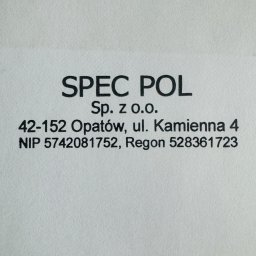 SPEC POL
Sp. z o.o.
42-152 Opatów, ul. Kamienna 4
NIP 5742081752, Regon 528361723